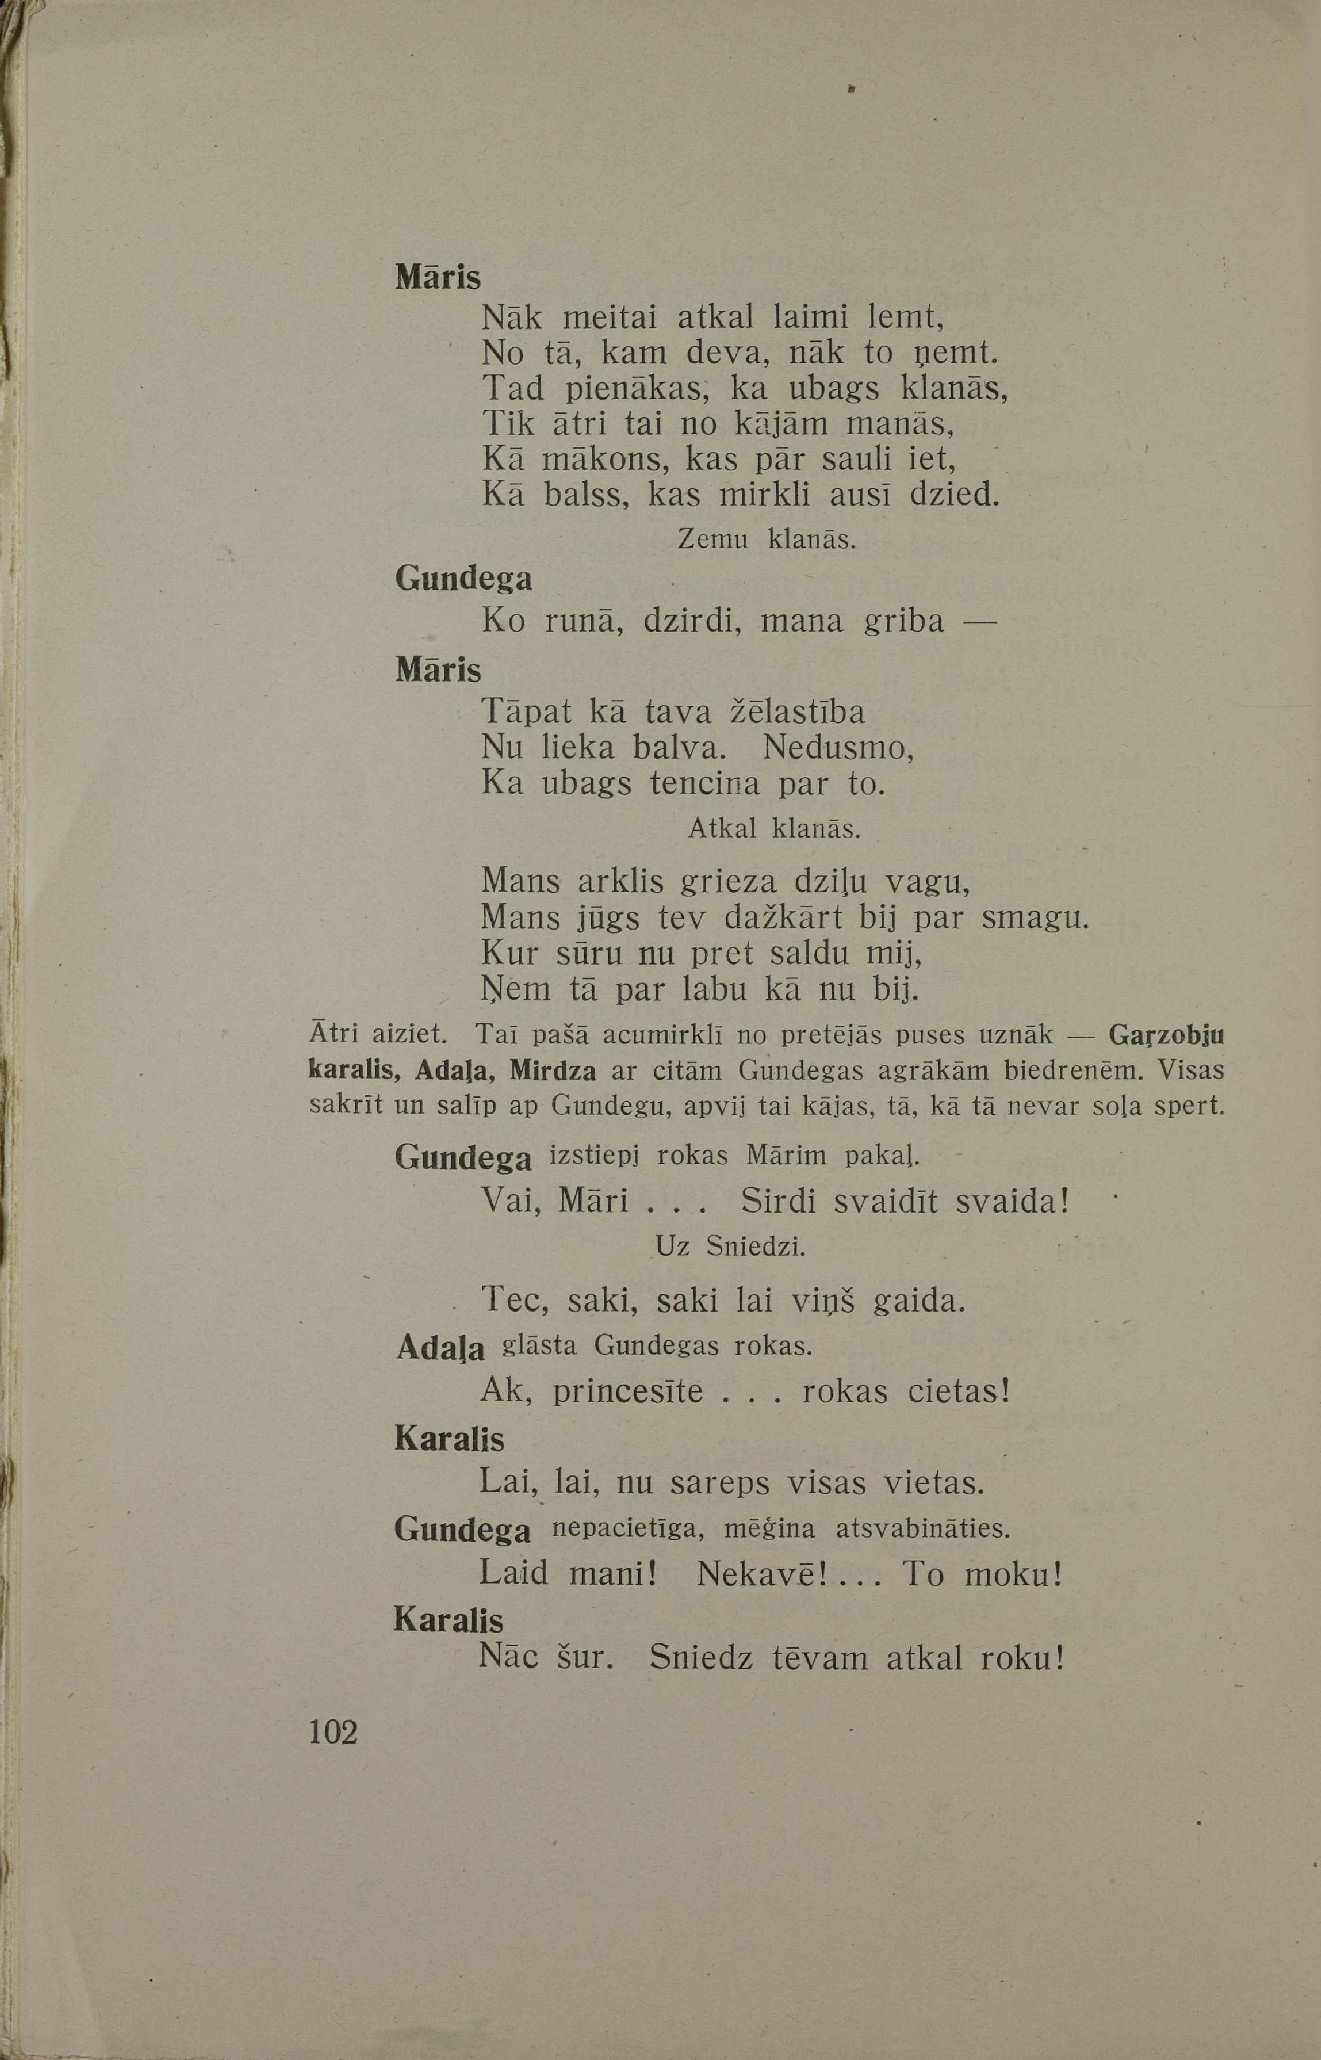 Māris
Nāk meitai atkal laimi lemt,
No tā, kam deva, nāk to ņemt.
Tad pienākas, ka ubags klanās,
Tik ātri tai no kājām manās,
Kā mākons, kas pār sauli iet,
Kā balss, kas mirkli ausī dzied.
Zemu klanās.
Gundega
Ko runā, dzirdi, mana griba —
Māris
Tāpat kā tava žēlastība
Nu lieka balva. Nedusmo,
Ka ubags tencina par to.
Atkal klanās.
Mans arklis grieza dziļu vagu,
Mans jūgs tev dažkārt bij par smagu.
Kur sūru nu pret saldu mij,
Ņem tā par labu kā nu bij.
Ātri aiziet. Taī pašā acumirklī no pretējās puses uznāk — Gaŗzobju
karalis, Adaļa, Mirdza ar citām Gundegas agrākām biedrenēm. Visas
sakrīt un salīp ap Gundegu, apvij tai kājas, tā, kā tā nevar soļa spert.
Gundega izstiepj rokas Mārim pakaļ.
Vai, Māri . . . Sirdi svaidīt svaida!
Uz Sniedzi.
Tec, saki, saki lai viņš gaida.
Adaļa glāsta Gundegas rokas.
Ak, princesīte . . . rokas cietas!
Karalis
Lai, lai, nu sareps visas vietas.
Gundega nepacietīga, mēģina atsvabināties.
Laid mani! Nekavē! ... To moku!
Karalis
Nāc šur. Sniedz tēvam atkal roku!
102